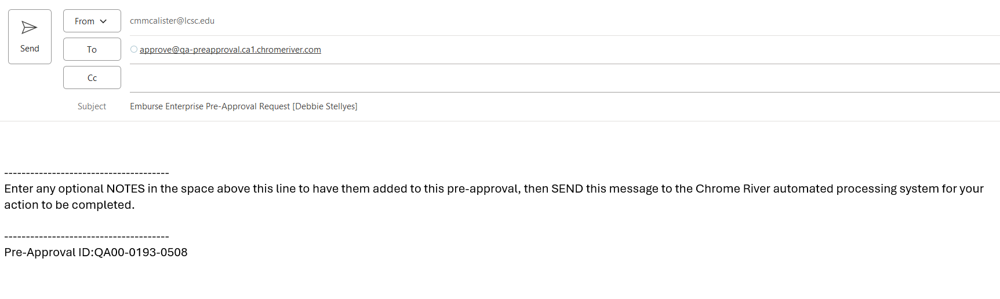 From
cmmcalister@lcsc.edu
Send
To
approve@qa-preapproval.ca1.chromeriver.com
Cc
Subject
Emburse Enterprise Pre-Approval Request [Debbie Stellyes]
--------------------------------------
Enter any optional NOTES in the space above this line to have them added to this pre-approval, then SEND this message to the Chrome River automated processing system for your
action to be completed.
--------------------------------------
Pre-Approval ID:QA00-0193-0508